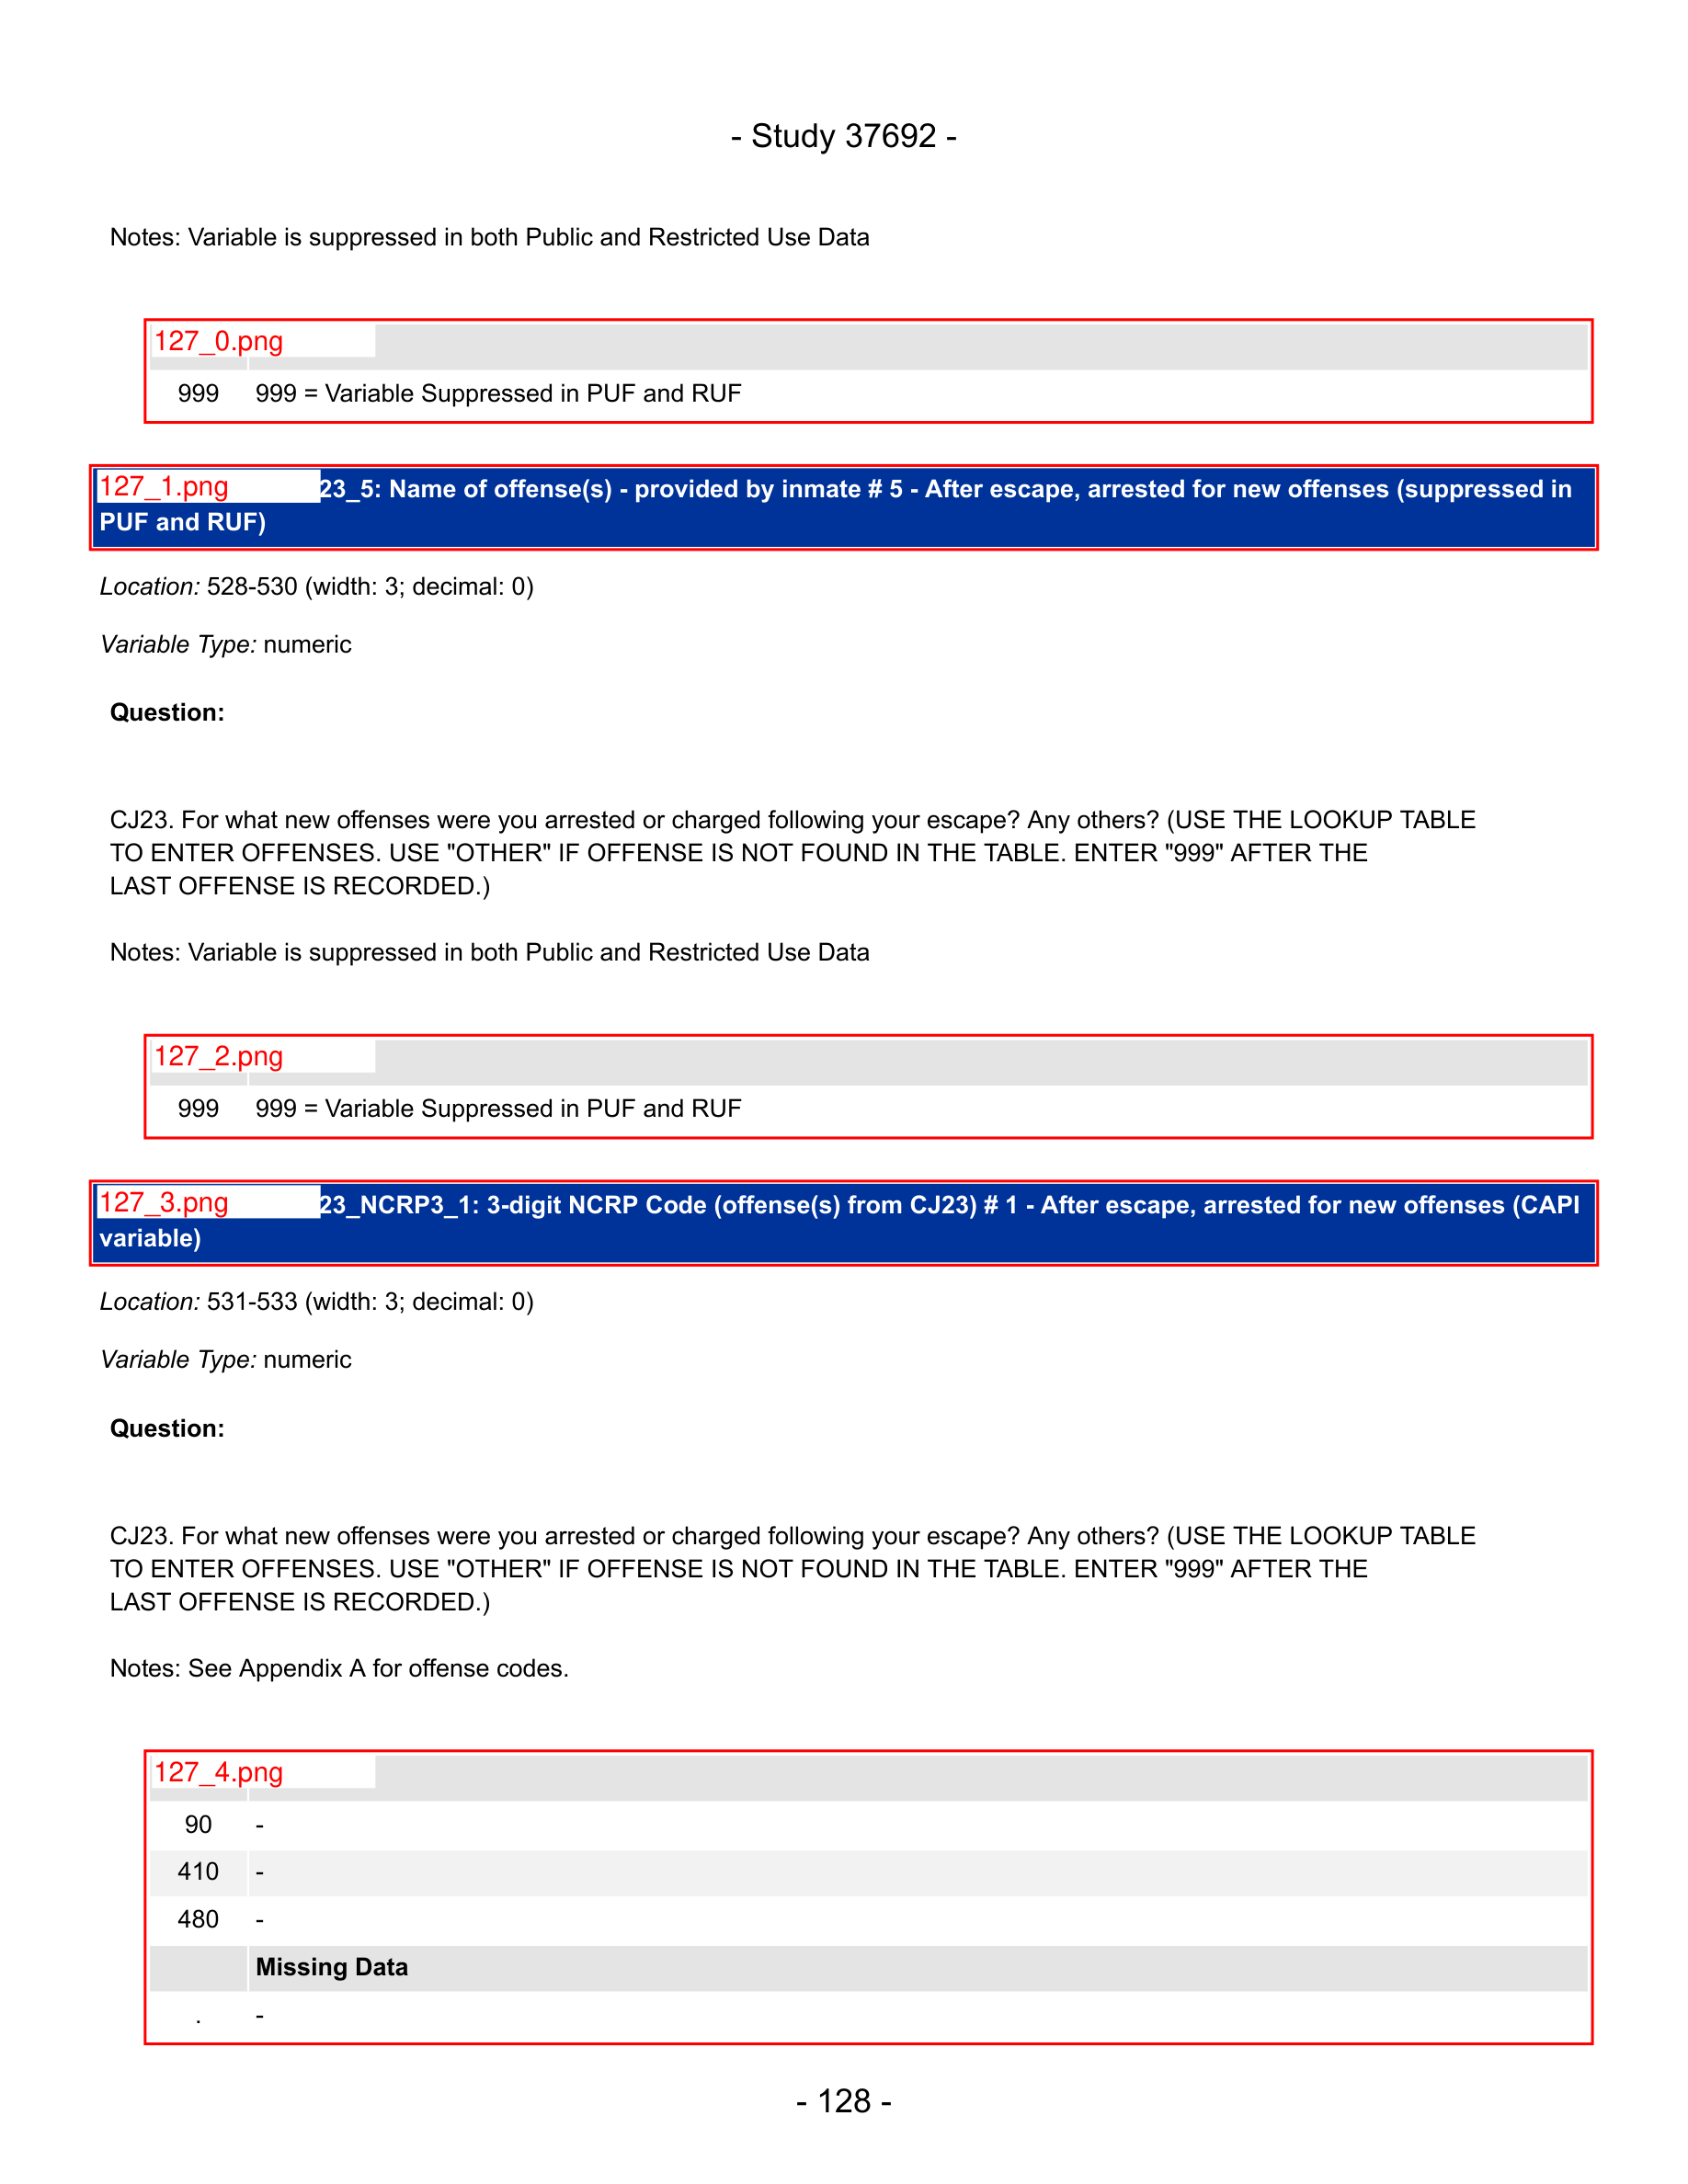 - Study 37692 -
Notes: Variable is suppressed in both Public and Restricted Use Data
127_0.png
999 999 = Variable Suppressed in PUF and RUF
127_1.png 23_5: Name of offense(s) - provided by inmate # 5 - After escape, arrested for new offenses (suppressed in
PUF and RUF)
Location: 528-530 (width: 3; decimal: 0)
Variable Type: numeric
Question:
CJ23. For what new offenses were you arrested or charged following your escape? Any others? (USE THE LOOKUP TABLE
TO ENTER OFFENSES. USE "OTHER" IF OFFENSE IS NOT FOUND IN THE TABLE. ENTER "999" AFTER THE
LAST OFFENSE IS RECORDED.)
Notes: Variable is suppressed in both Public and Restricted Use Data
127_2.png
999 999 = Variable Suppressed in PUF and RUF
127_3.png 23_NCRP3_1: 3-digit NCRP Code (offense(s) from CJ23) # 1 - After escape, arrested for new offenses (CAPI
variable)
Location: 531-533 (width: 3; decimal: 0)
Variable Type: numeric
Question:
CJ23. For what new offenses were you arrested or charged following your escape? Any others? (USE THE LOOKUP TABLE
TO ENTER OFFENSES. USE "OTHER" IF OFFENSE IS NOT FOUND IN THE TABLE. ENTER "999" AFTER THE
LAST OFFENSE IS RECORDED.)
Notes: See Appendix A for offense codes.
127_4.png
90 -
410 -
480 -
Missing Data
. -
- 128 -